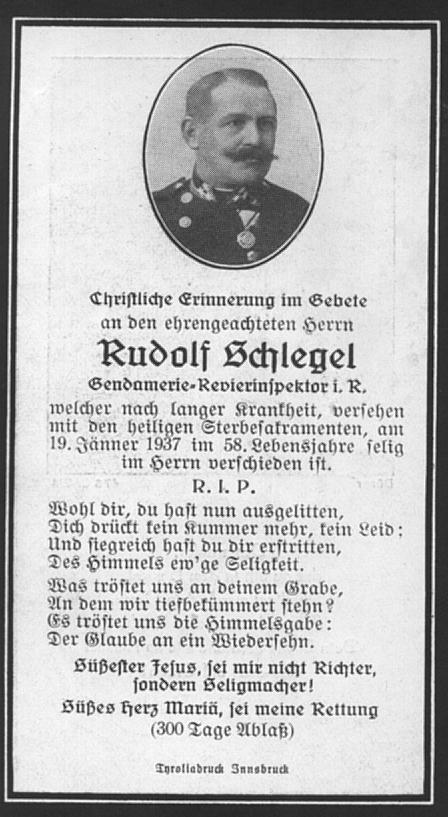 Christliche Erinnerung im Gebete
an den ehrengeachteten Herrn
Rudolf Schlegel
Gendamerie-Revierinspektor i. R.
welcher nach langer Krankheit, versehen
mit den heiligen Sterbesakramenten, am
19. Jänner 1937 im 58. Lebensjahre selig
im Herrn verschieden ist.
R. I. P.
Wohl dir, du hast nun ausgelitten,
Dich drückt kein Kummer mehr, kein Leid;
Und siegreich hast du dir erstritten,
Des Himmels ew'ge Seligkeit.
Was tröstet uns an deinem Grabe,
An dem wir tiefbekümmert stehn?
Es tröstet uns die Himmelsgabe:
Der Glaube an ein Wiedersehn.
Süßester Jesus, sei mir nicht Richter,
sondern Seligmacher!
Süßes Herz Mariä, sei meine Rettung
(300 Tage Ablaß)
Tyroliadruck Innsbruck